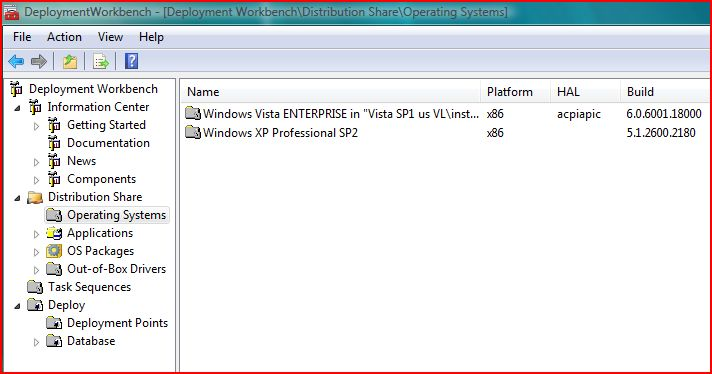 DeploymentWorkbench - [Deployment Workbench\Distribution Share\Operating Systems]
File Action View Help
Deployment Workbench
Information Center
Getting Started
Documentation
News
Components
Distribution Share
Operating Systems
Applications
OS Packages
Out-of-Box Drivers
Task Sequences
Deploy
Deployment Points
Database
Name Platform HAL Build
Windows Vista ENTERPRISE in "Vista SP1 us VL\inst... x86 acpiapic 6.0.6001.18000
Windows XP Professional SP2 x86 5.1.2600.2180